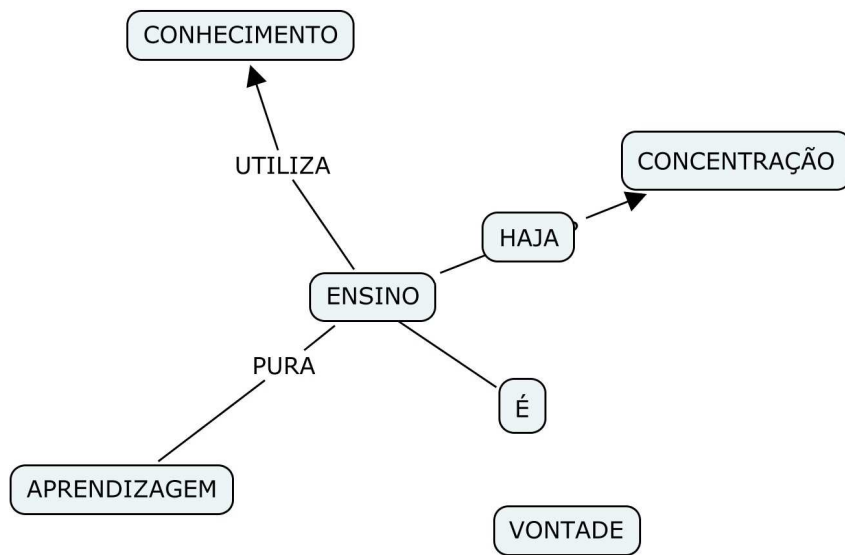 CONHECIMENTO
UTILIZA
CONCENTRAÇÃO
HAJA
ENSINO
PURA
É
APRENDIZAGEM
VONTADE